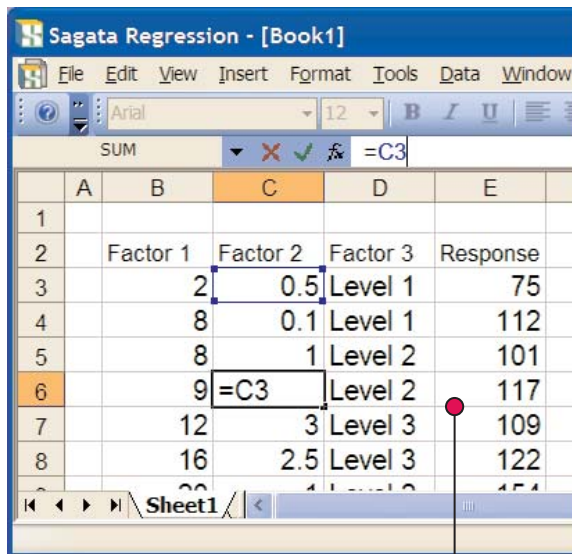 Sagata Regression - [Book1]
File Edit View Insert Format Tools Data Window
Arial 12 B I U
SUM =C3
A B C D E
1
2 Factor 1 Factor 2 Factor 3 Response
3 2 0.5 Level 1 75
4 8 0.1 Level 1 112
5 8 1 Level 2 101
6 9 =C3 Level 2 117
7 12 3 Level 3 109
8 16 2.5 Level 3 122
Sheet1